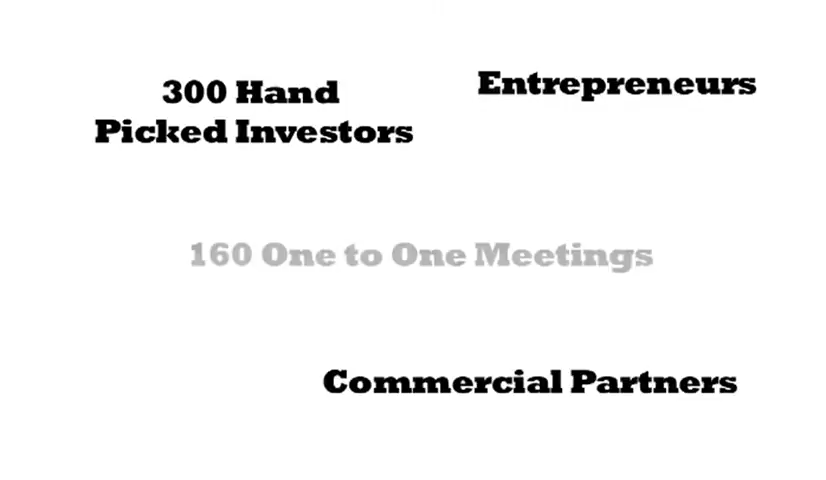 300 Hand
Picked Investors
Entrepreneurs
160 One to One Meetings
Commercial Partners